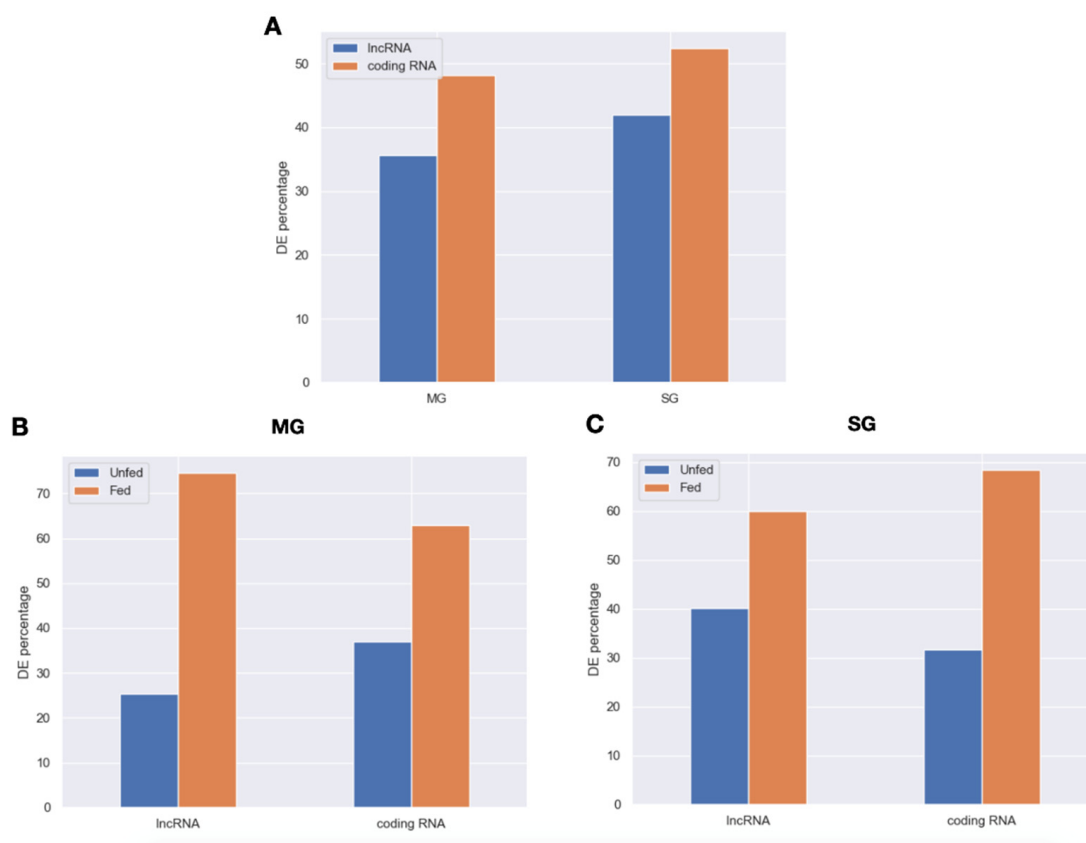 A
lncRNA
coding RNA
DE percentage
50
40
30
20
10
0
MG
SG
B
MG
Unfed
Fed
DE percentage
70
60
50
40
30
20
10
0
lncRNA
coding RNA
C
SG
Unfed
Fed
DE percentage
70
60
50
40
30
20
10
0
lncRNA
coding RNA